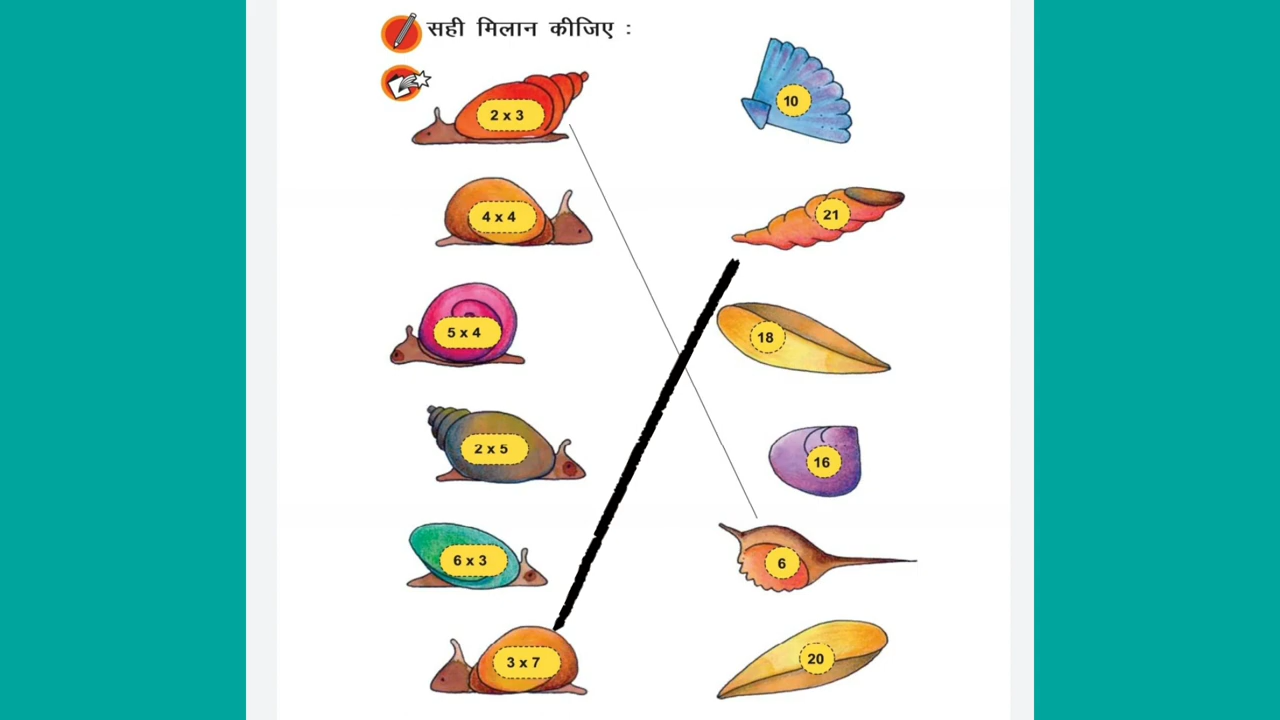 सही मिलान कीजिए :
2 x 3
10
4 x 4
21
5 x 4
18
2 x 5
16
6 x 3
6
3 x 7
20